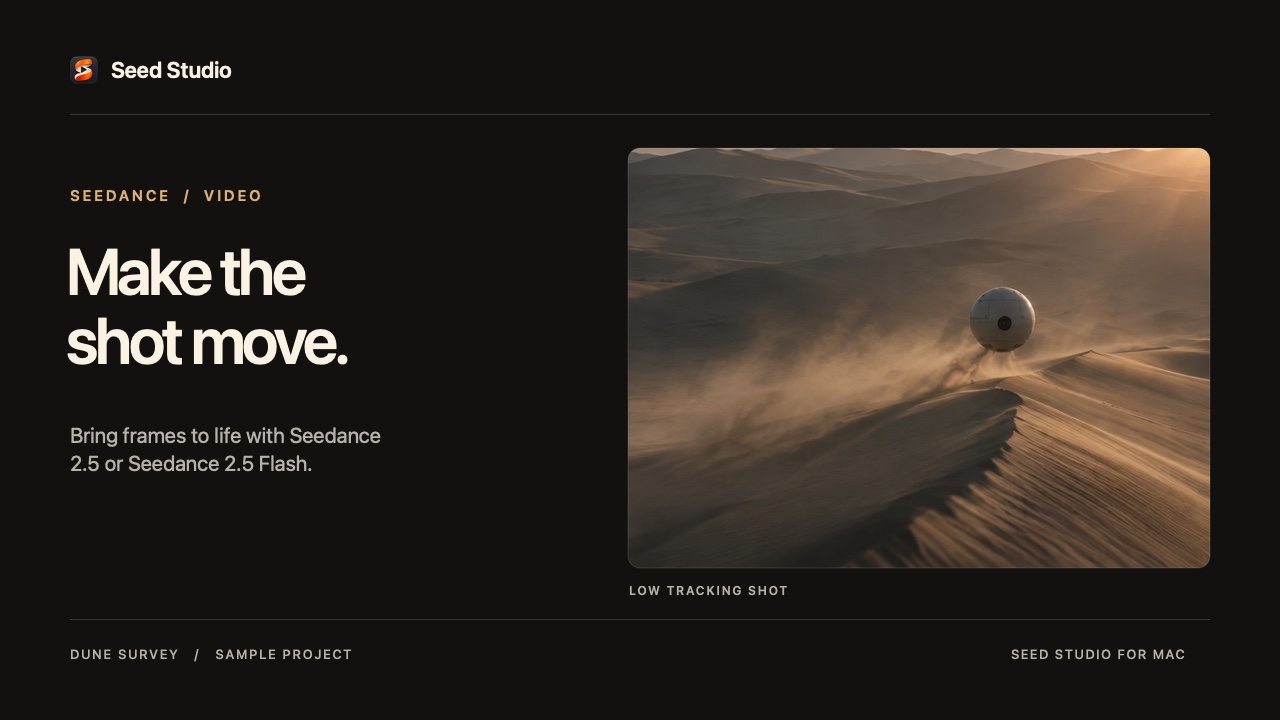 Seed Studio
SEEDANCE / VIDEO
Make the
shot move.
Bring frames to life with Seedance
2.5 or Seedance 2.5 Flash.
LOW TRACKING SHOT
DUNE SURVEY / SAMPLE PROJECT
SEED STUDIO FOR MAC